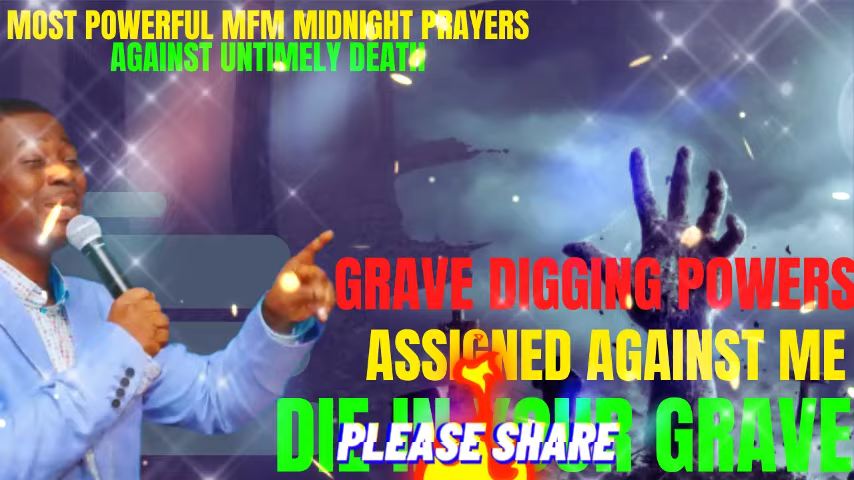 MOST POWERFUL MFM MIDNIGHT PRAYERS
AGAINST UNTIMELY DEATH
GRAVE DIGGING POWERS
ASSIGNED AGAINST ME
DIE IN YOUR GRAVE
PLEASE SHARE